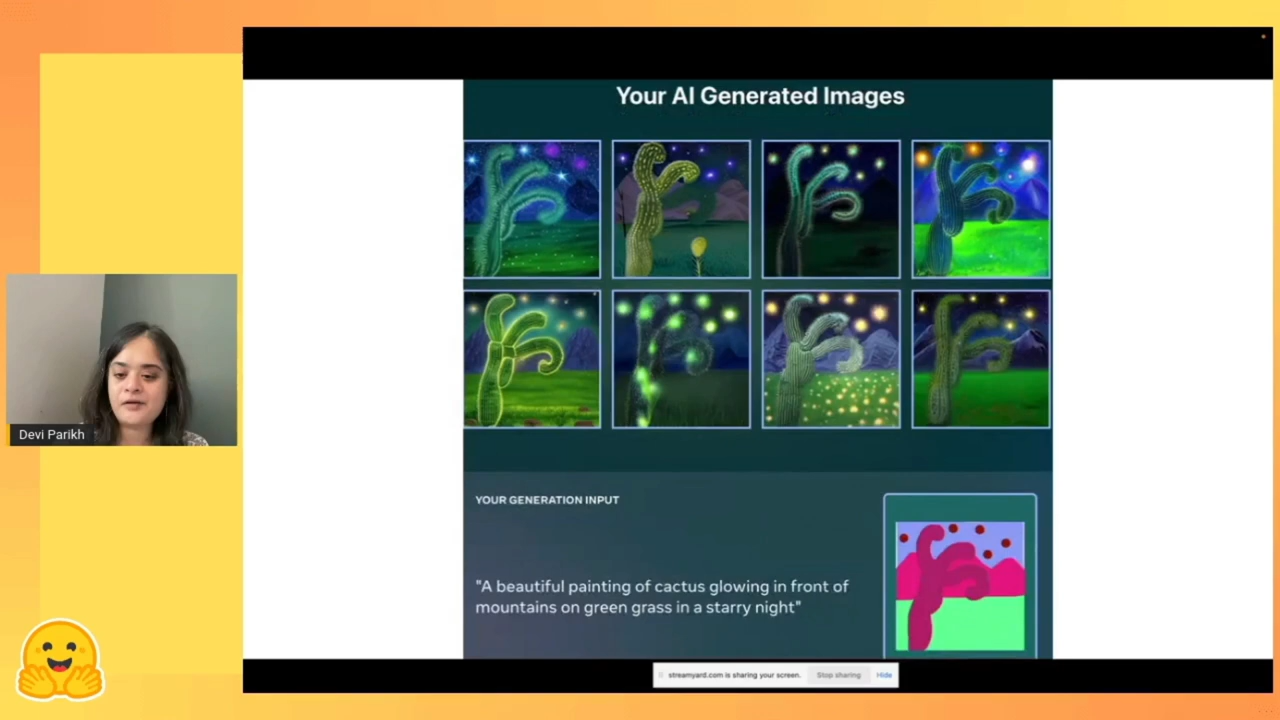 Your AI Generated Images
Devi Parikh
YOUR GENERATION INPUT
"A beautiful painting of cactus glowing in front of
mountains on green grass in a starry night"
streamyard.com is sharing your screen. Stop sharing Hide